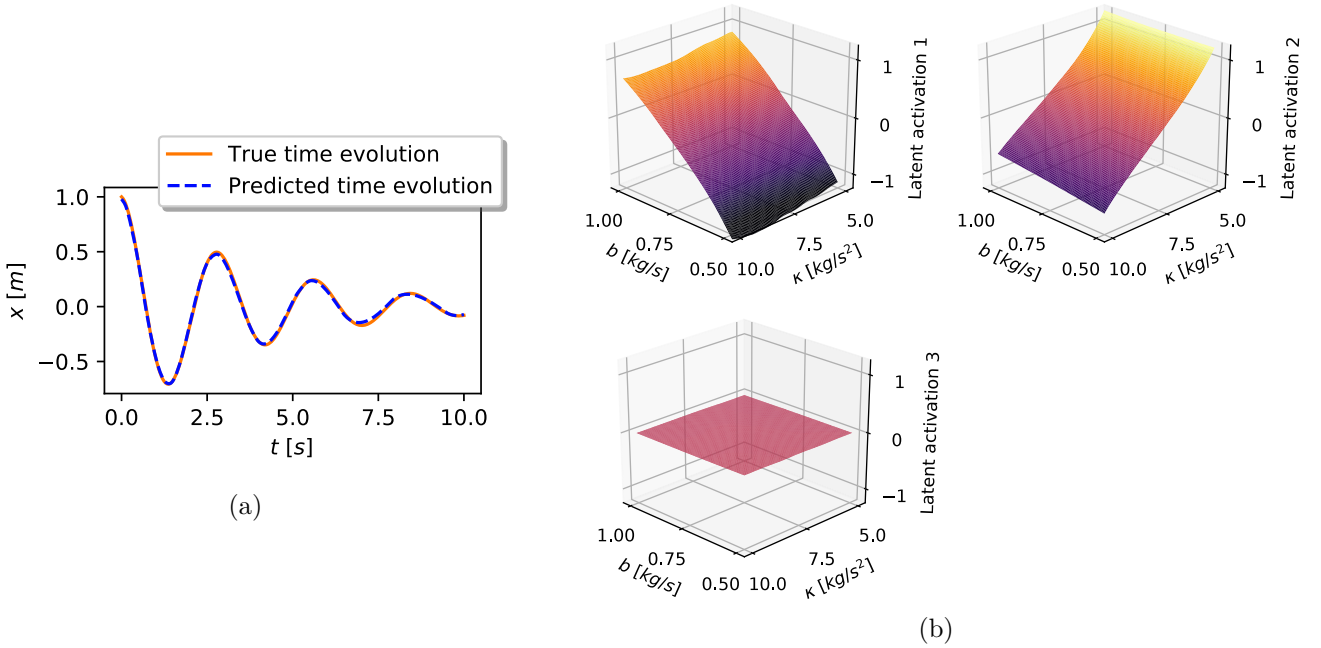 True time evolution
Predicted time evolution
1.0
0.5
0.0
−0.5
x [m]
0.0 2.5 5.0 7.5 10.0
t [s]
(a)
Latent activation 1
1
0
−1
1.00
0.75
0.50
b [kg/s]
10.0
7.5
5.0
κ [kg/s²]
Latent activation 2
1
0
−1
1.00
0.75
0.50
b [kg/s]
10.0
7.5
5.0
κ [kg/s²]
Latent activation 3
1
0
−1
1.00
0.75
0.50
b [kg/s]
10.0
7.5
5.0
κ [kg/s²]
(b)